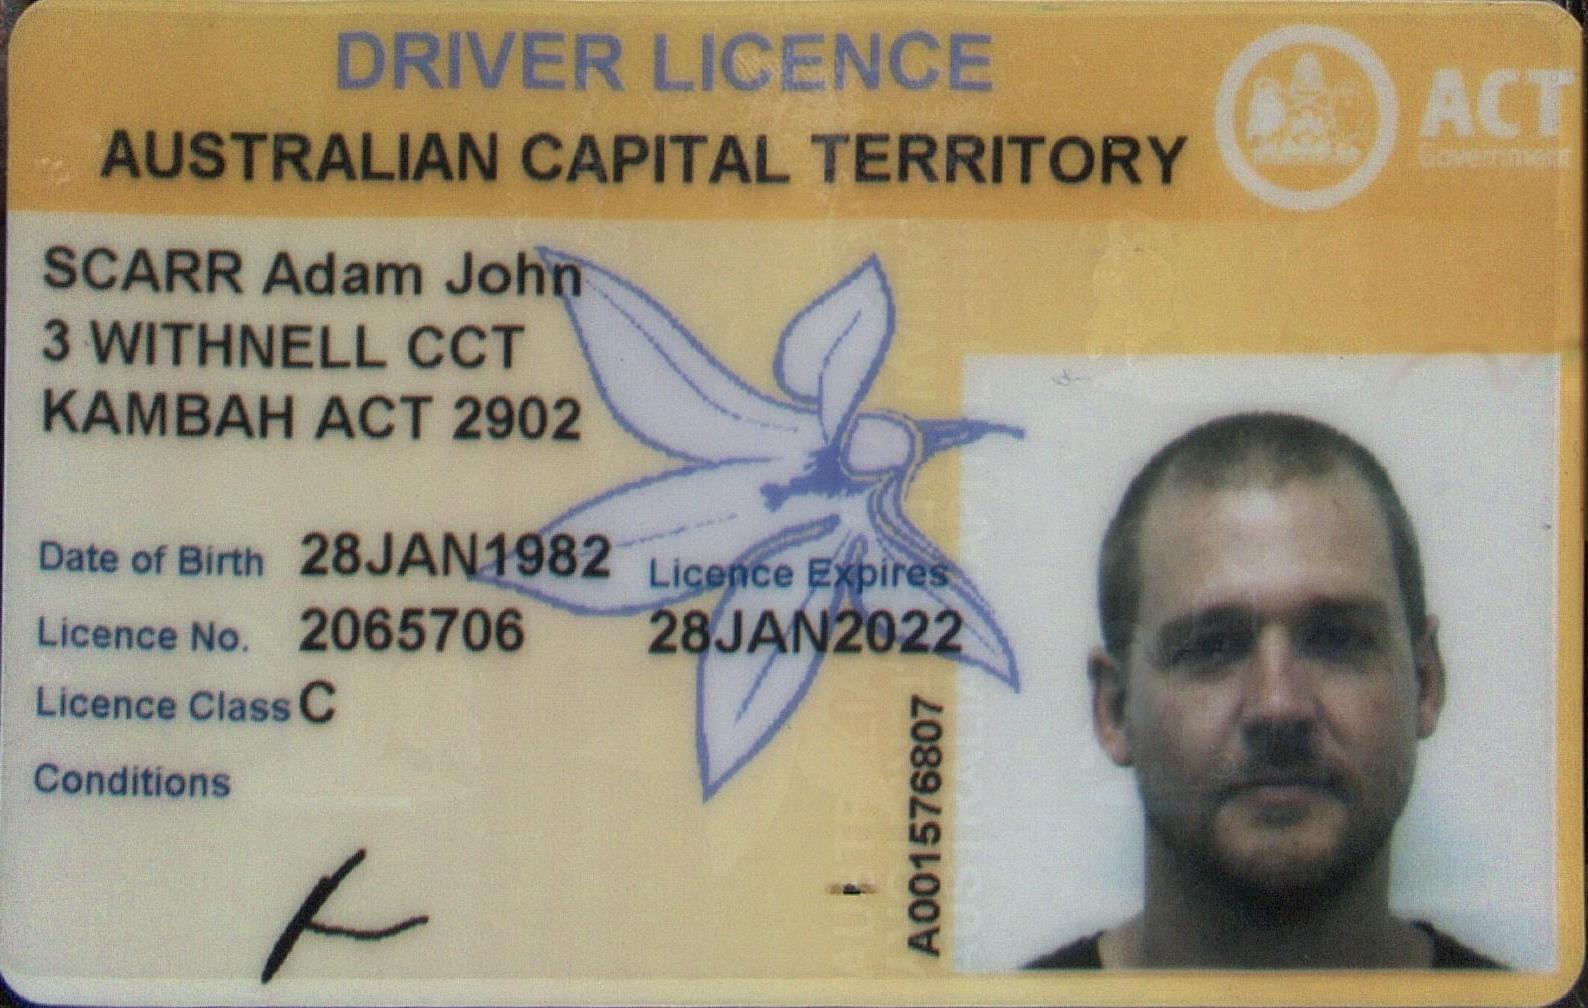 DRIVER LICENCE
AUSTRALIAN CAPITAL TERRITORY
ACT
Government
SCARR Adam John
3 WITHNELL CCT
KAMBAH ACT 2902
Date of Birth 28JAN1982
Licence Expires
Licence No. 2065706
28JAN2022
Licence Class C
Conditions
A001576807